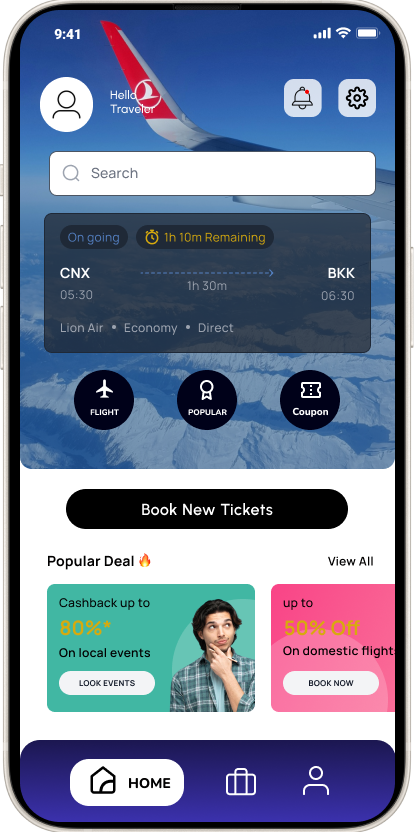 9:41
Hello
Traveler
Search
On going
1h 10m Remaining
CNX
BKK
05:30
1h 30m
06:30
Lion Air • Economy • Direct
FLIGHT
POPULAR
Coupon
Book New Tickets
Popular Deal 🔥
View All
Cashback up to
80%*
On local events
LOOK EVENTS
up to
50% Off
On domestic flights
BOOK NOW
HOME